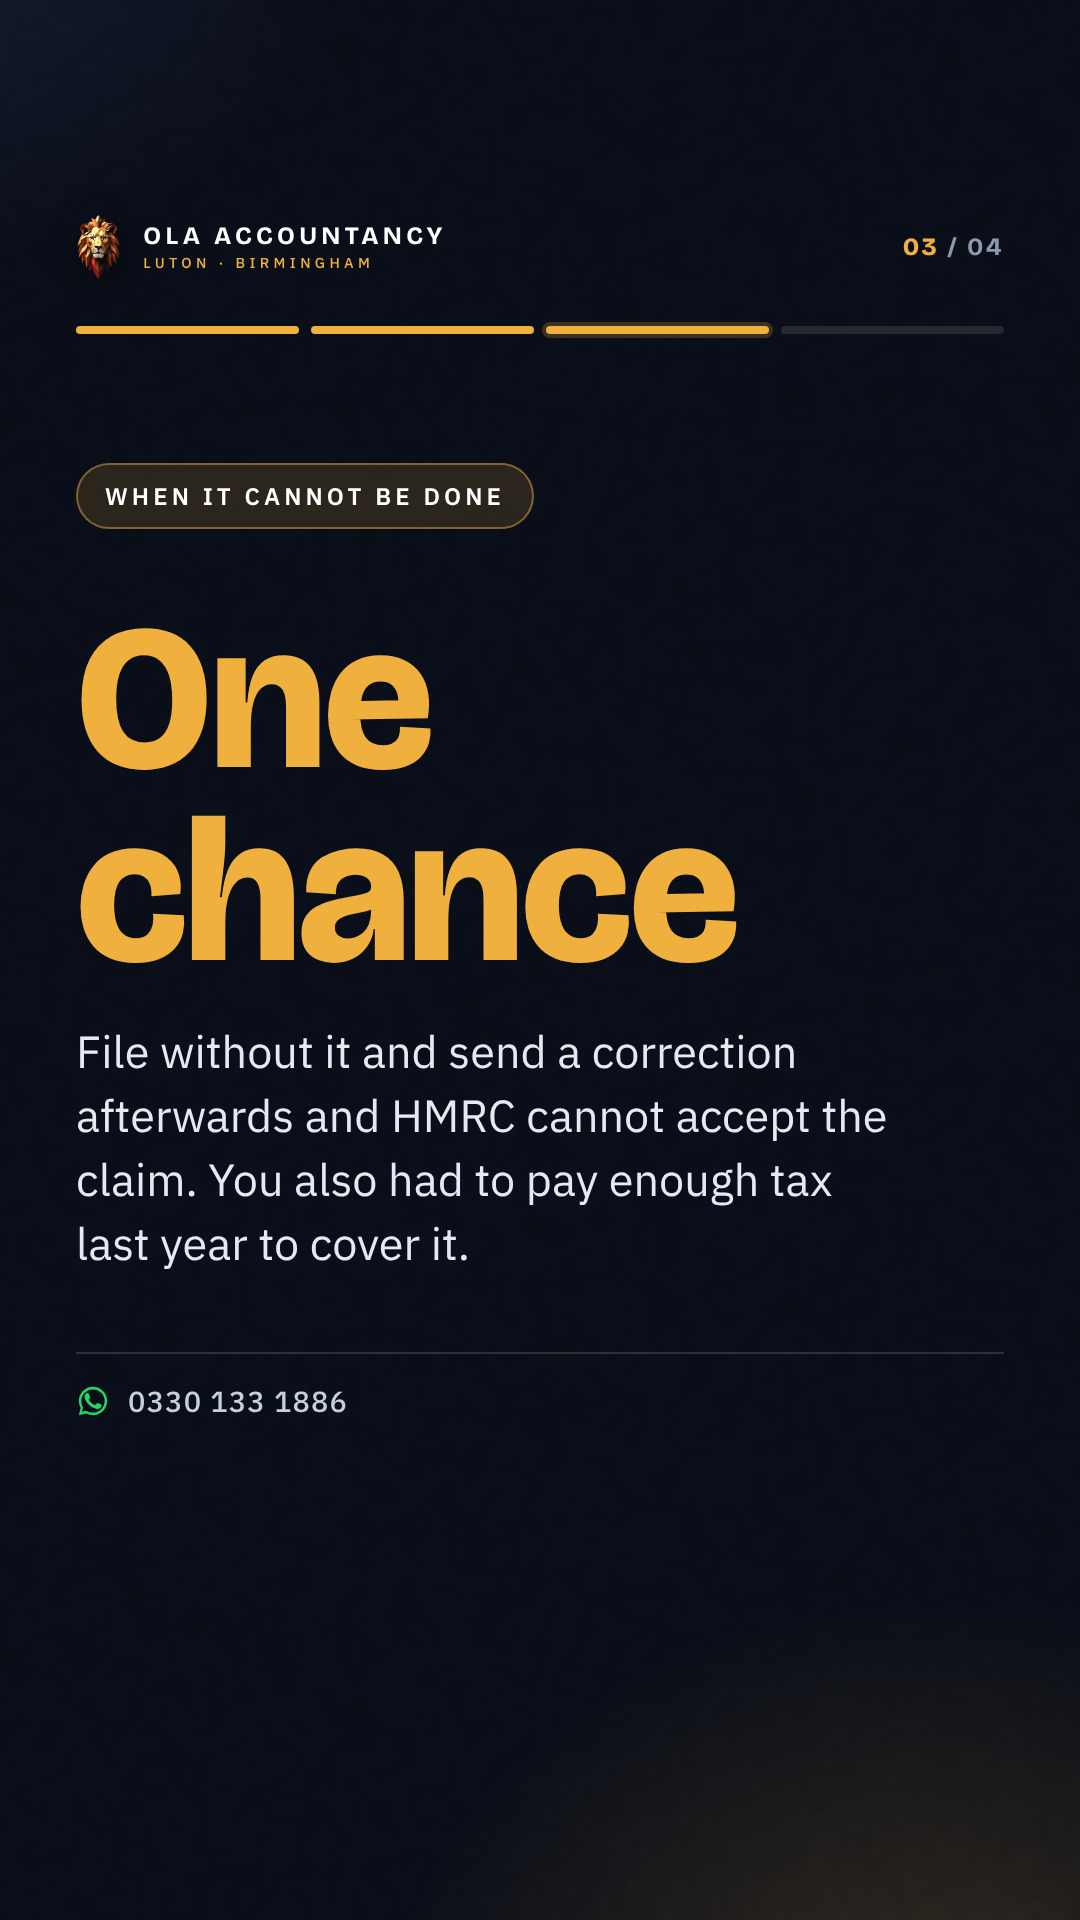 OLA ACCOUNTANCY
LUTON · BIRMINGHAM
03 / 04
WHEN IT CANNOT BE DONE
One
chance
File without it and send a correction
afterwards and HMRC cannot accept the
claim. You also had to pay enough tax
last year to cover it.
0330 133 1886